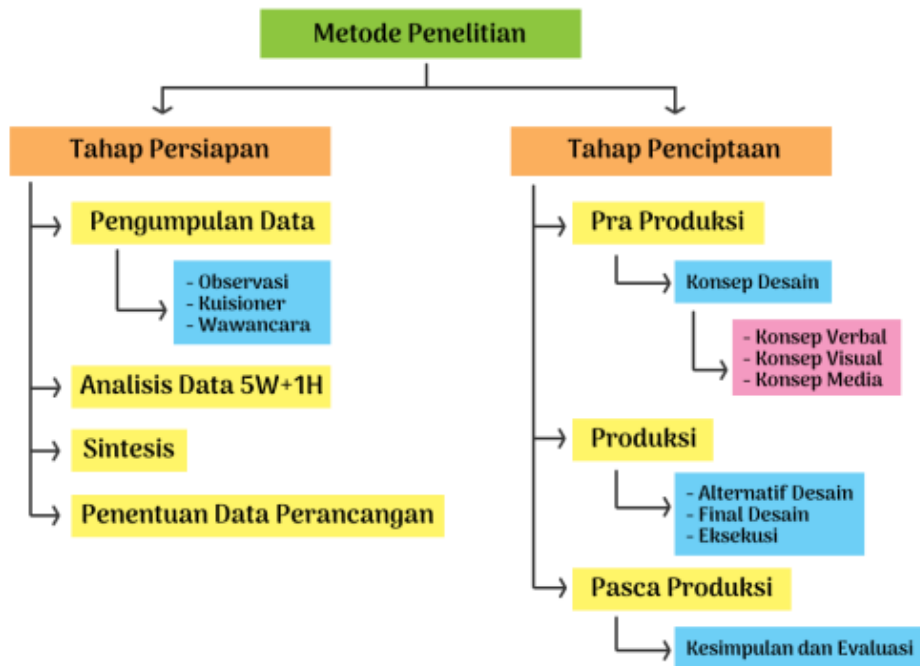 Metode Penelitian
Tahap Persiapan
Pengumpulan Data
- Observasi
- Kuisioner
- Wawancara
Analisis Data 5W+1H
Sintesis
Penentuan Data Perancangan
Tahap Penciptaan
Pra Produksi
Konsep Desain
- Konsep Verbal
- Konsep Visual
- Konsep Media
Produksi
- Alternatif Desain
- Final Desain
- Eksekusi
Pasca Produksi
Kesimpulan dan Evaluasi